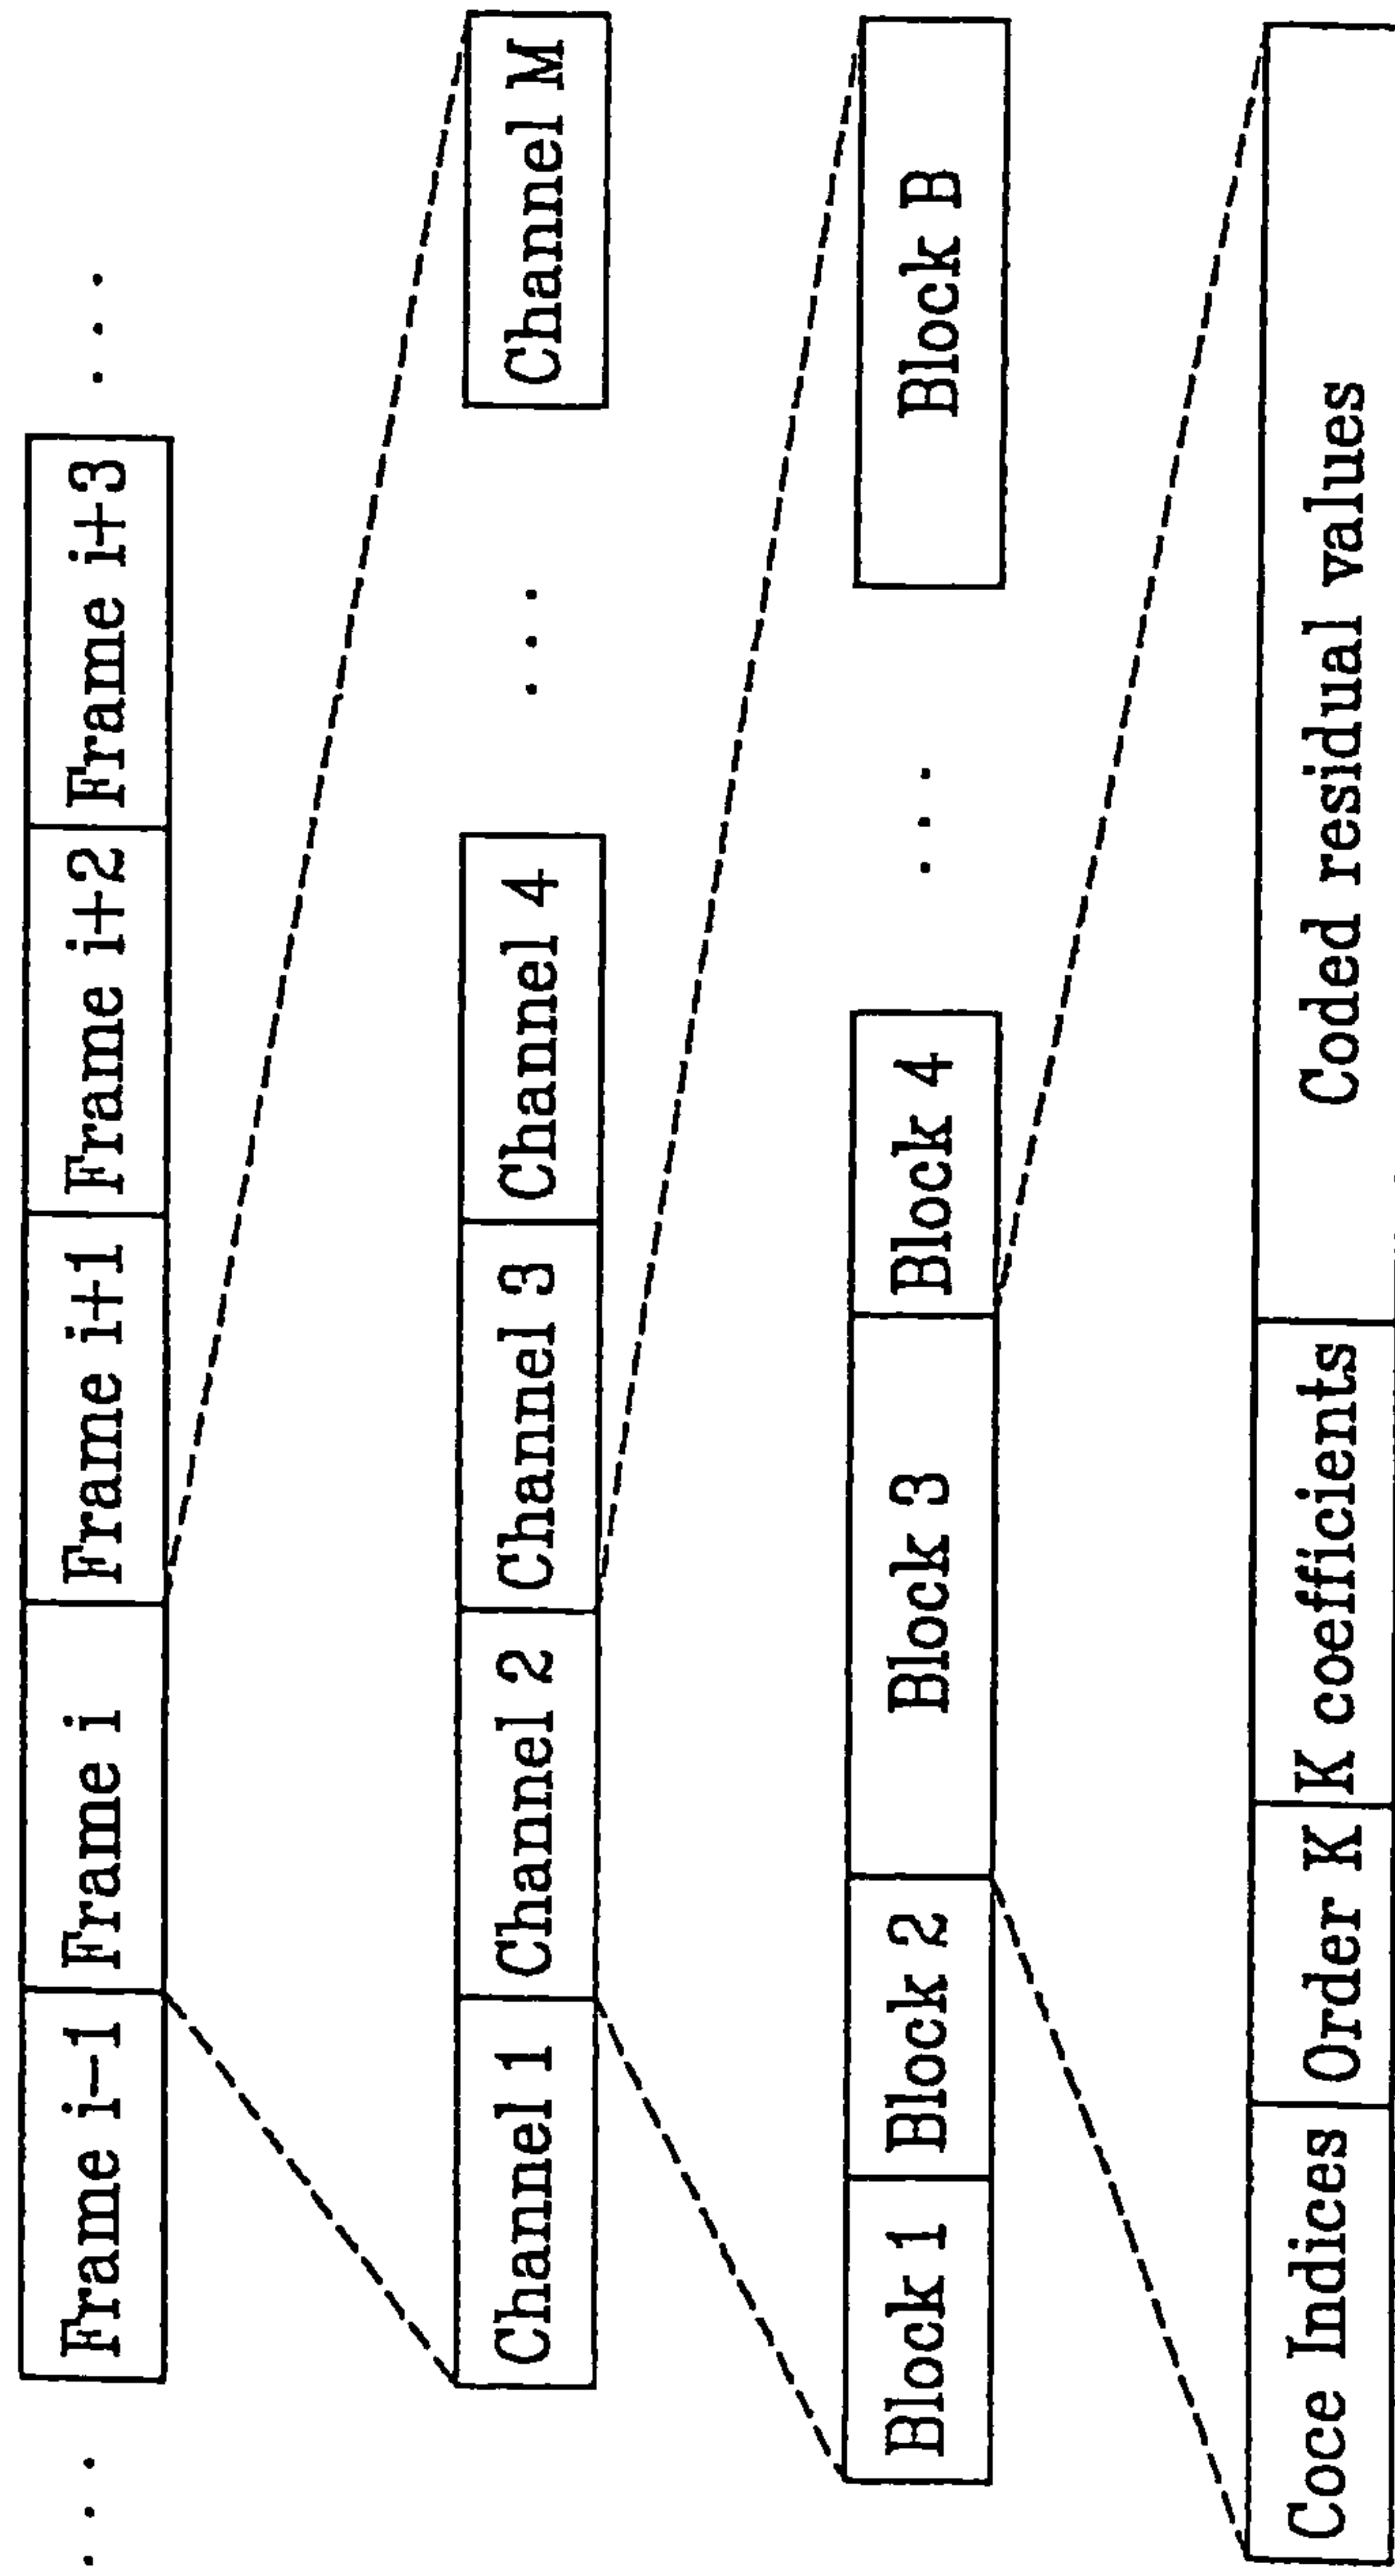 . . . Frame i-1 Frame i Frame i+1 Frame i+2 Frame i+3 . . .
Channel 1 Channel 2 Channel 3 Channel 4 . . . Channel M
Block 1 Block 2 Block 3 Block 4 . . . Block B
Coce Indices Order K K coefficients Coded residual values